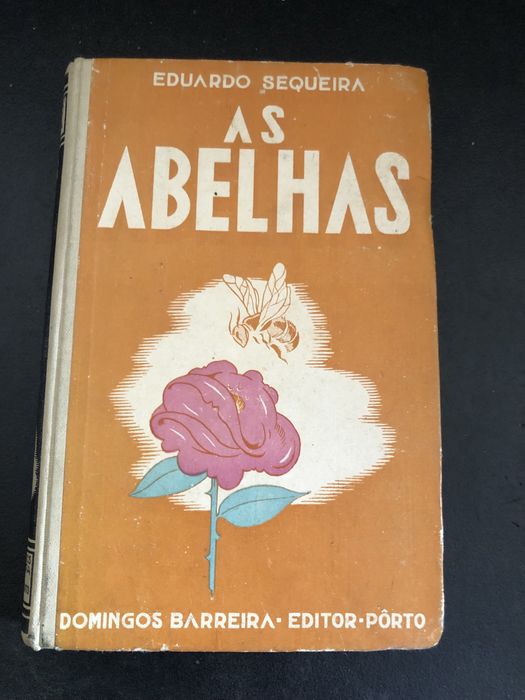 EDUARDO SEQUEIRA
AS
ABELHAS
DOMINGOS BARREIRA · EDITOR · PÔRTO